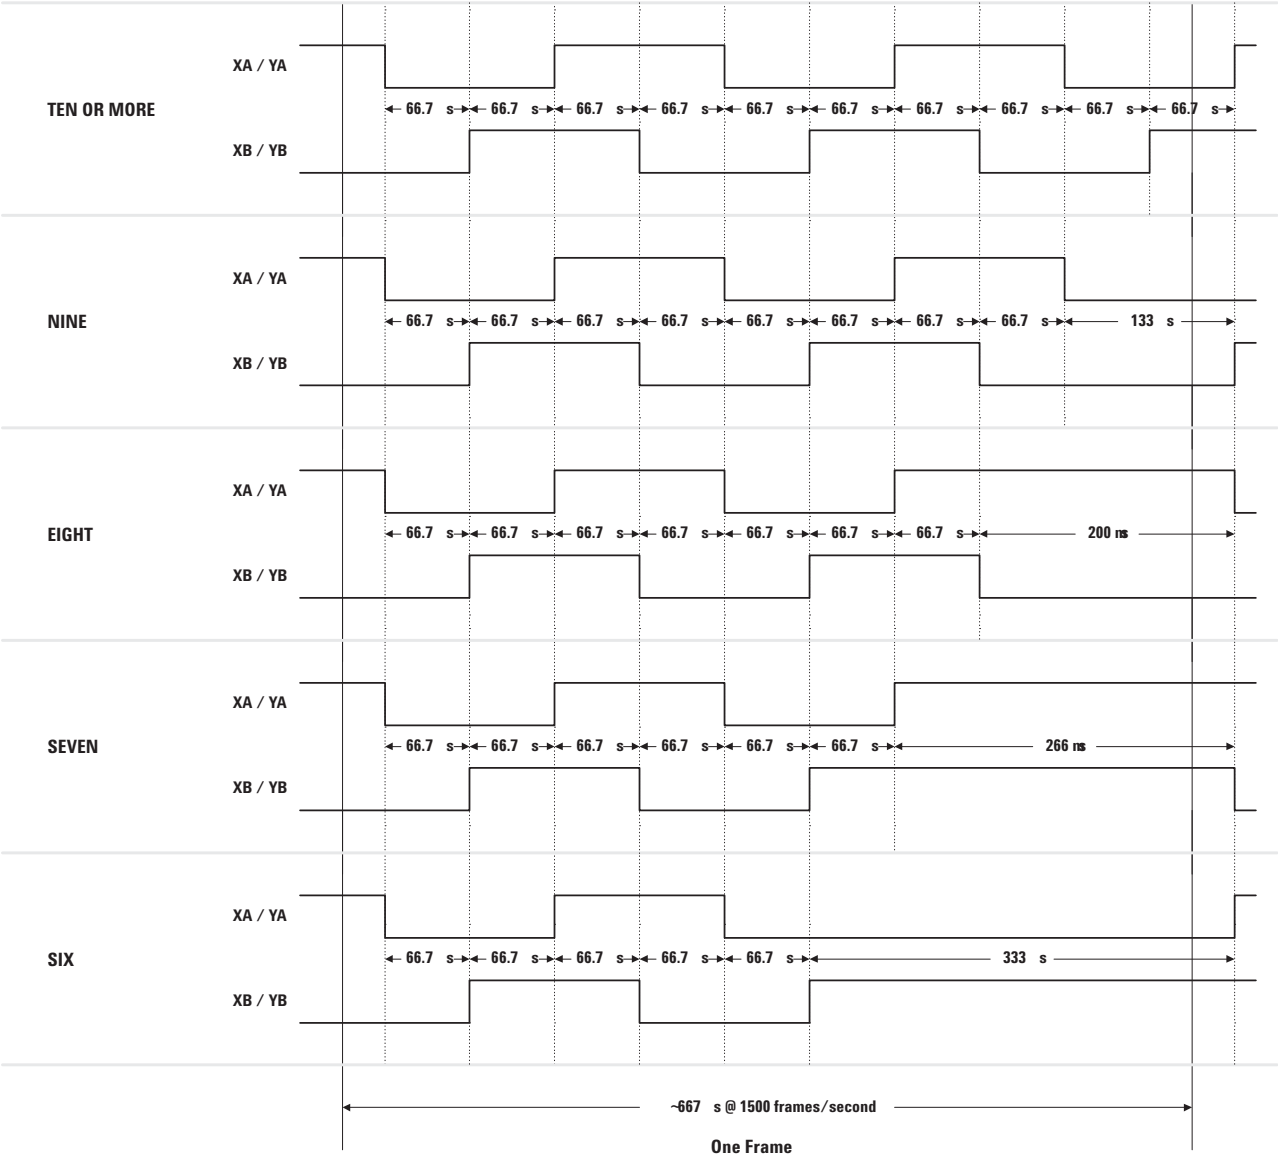 XA / YA
TEN OR MORE
66.7 s 66.7 s 66.7 s 66.7 s 66.7 s 66.7 s 66.7 s 66.7 s 66.7 s 66.7 s
XB / YB
XA / YA
NINE
66.7 s 66.7 s 66.7 s 66.7 s 66.7 s 66.7 s 66.7 s 66.7 s 133 s
XB / YB
XA / YA
EIGHT
66.7 s 66.7 s 66.7 s 66.7 s 66.7 s 66.7 s 66.7 s 200 ms
XB / YB
XA / YA
SEVEN
66.7 s 66.7 s 66.7 s 66.7 s 66.7 s 66.7 s 266 ms
XB / YB
XA / YA
SIX
66.7 s 66.7 s 66.7 s 66.7 s 66.7 s 333 s
XB / YB
~667 s @ 1500 frames/second
One Frame